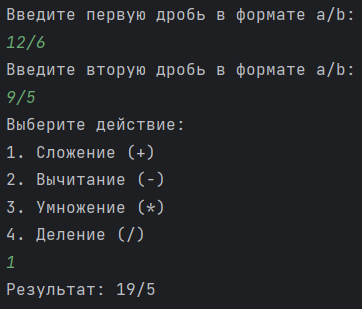 Введите первую дробь в формате a/b:
12/6
Введите вторую дробь в формате a/b:
9/5
Выберите действие:
1. Сложение (+)
2. Вычитание (-)
3. Умножение (*)
4. Деление (/)
1
Результат: 19/5